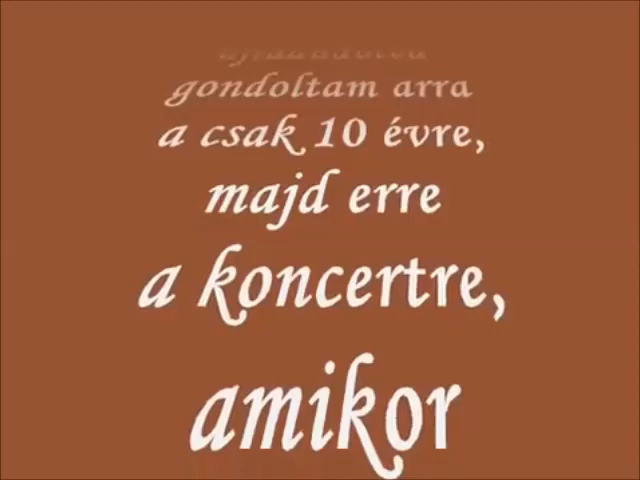 gondoltam arra
a csak 10 évre,
majd erre
a koncertre,
amikor